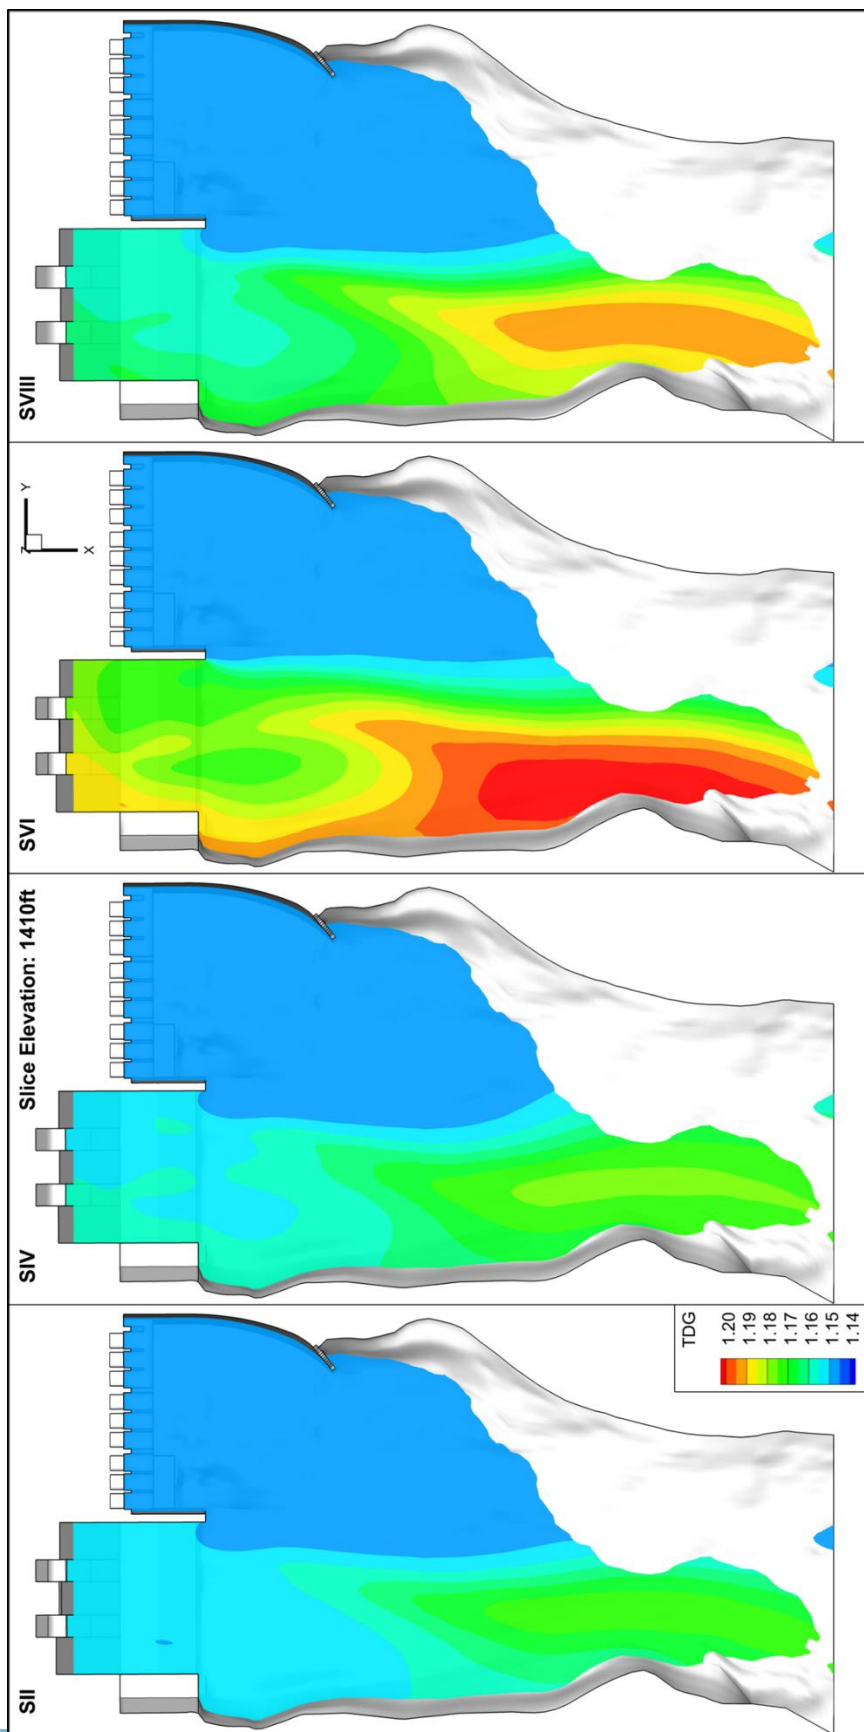 SVIII
SVI
Z
Y
X
Slice Elevation: 1410ft
SIV
SII
TDG
1.20
1.19
1.18
1.17
1.16
1.15
1.14